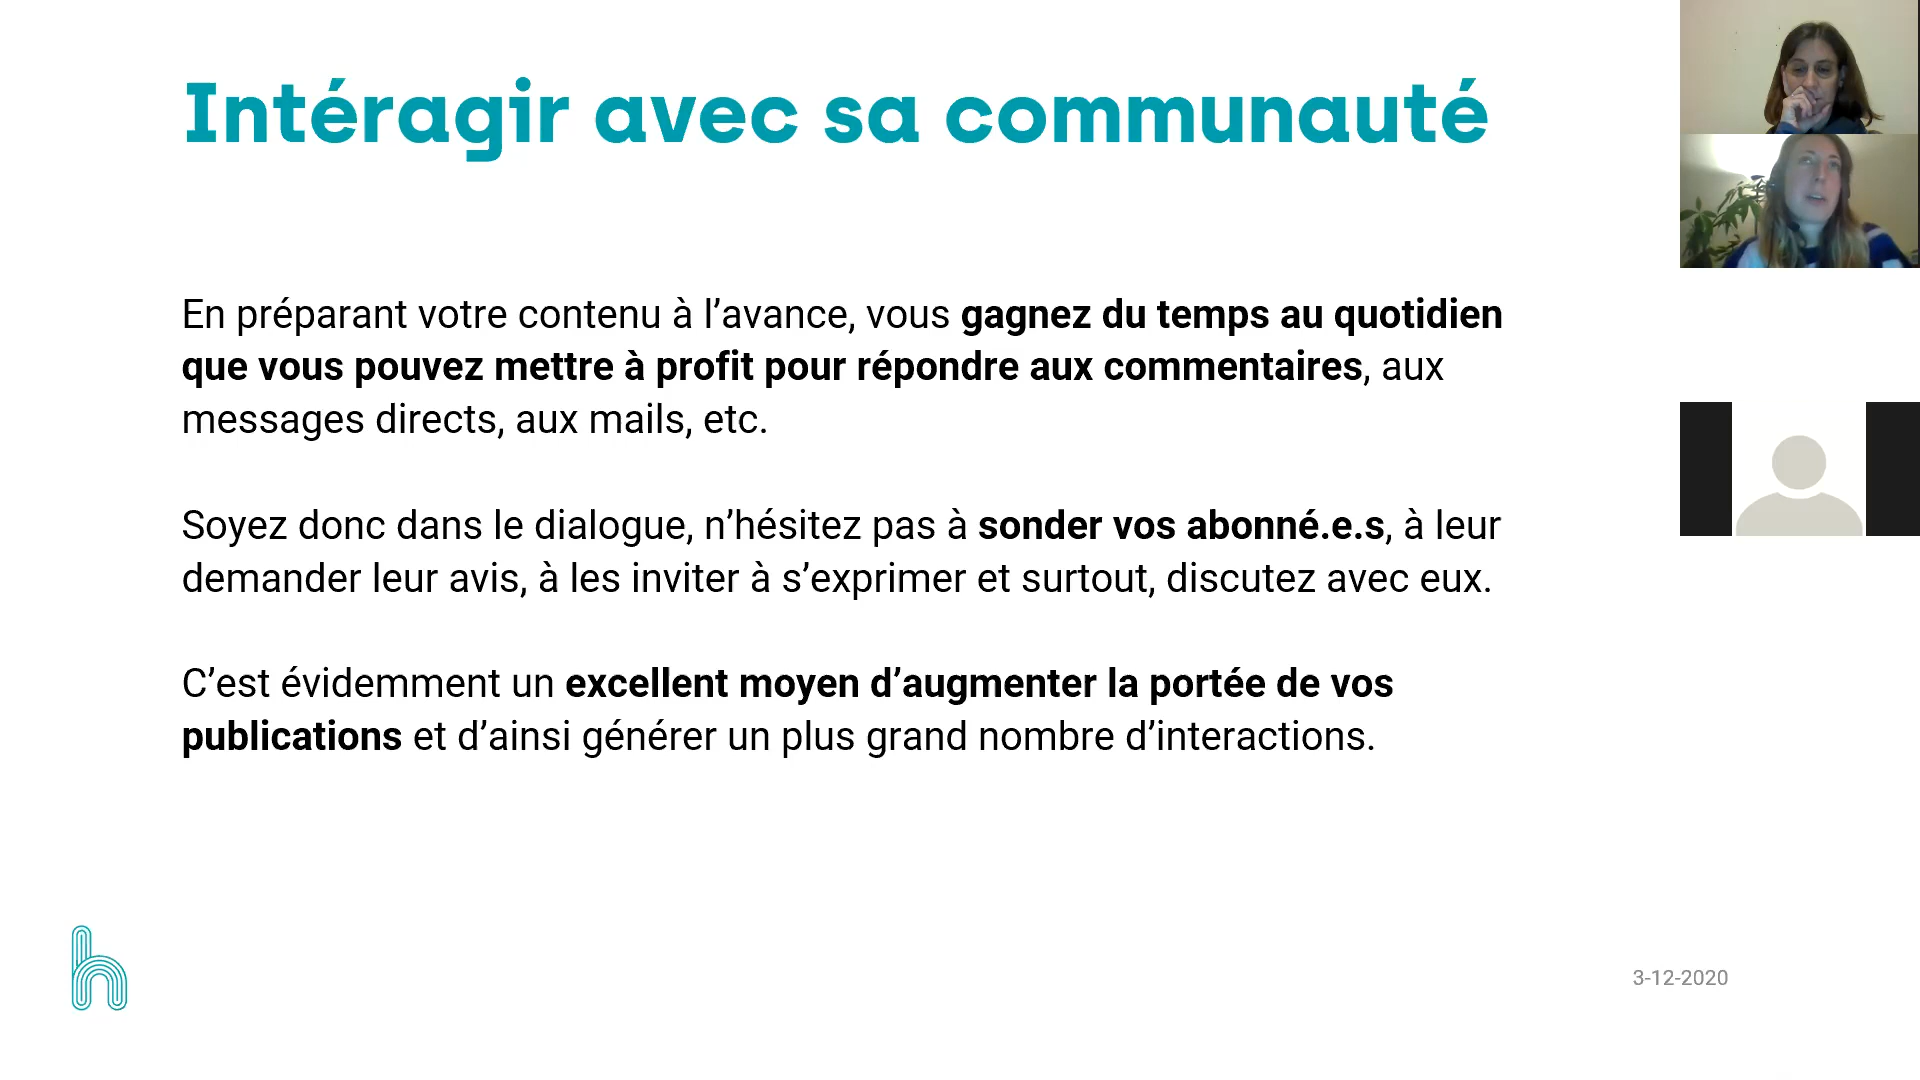 Intéragir avec sa communauté
En préparant votre contenu à l’avance, vous gagnez du temps au quotidien
que vous pouvez mettre à profit pour répondre aux commentaires, aux
messages directs, aux mails, etc.
Soyez donc dans le dialogue, n’hésitez pas à sonder vos abonné.e.s, à leur
demander leur avis, à les inviter à s’exprimer et surtout, discutez avec eux.
C’est évidemment un excellent moyen d’augmenter la portée de vos
publications et d’ainsi générer un plus grand nombre d’interactions.
h
3-12-2020